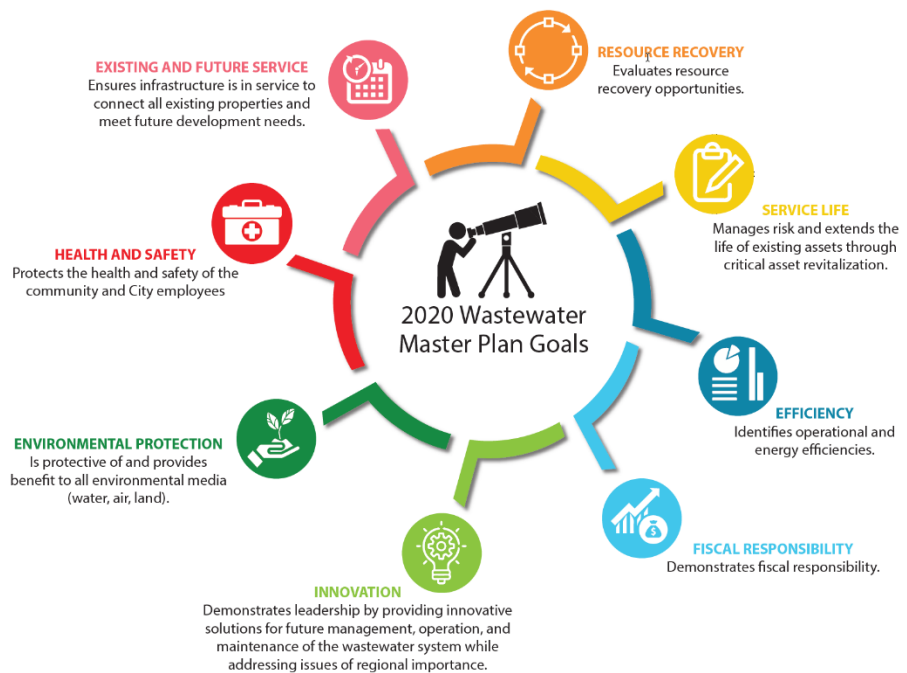 2020 Wastewater
Master Plan Goals
RESOURCE RECOVERY
Evaluates resource
recovery opportunities.
SERVICE LIFE
Manages risk and extends the
life of existing assets through
critical asset revitalization.
EFFICIENCY
Identifies operational and
energy efficiencies.
FISCAL RESPONSIBILITY
Demonstrates fiscal responsibility.
INNOVATION
Demonstrates leadership by providing innovative
solutions for future management, operation, and
maintenance of the wastewater system while
addressing issues of regional importance.
ENVIRONMENTAL PROTECTION
Is protective of and provides
benefit to all environmental media
(water, air, land).
HEALTH AND SAFETY
Protects the health and safety of the
community and City employees
EXISTING AND FUTURE SERVICE
Ensures infrastructure is in service to
connect all existing properties and
meet future development needs.
$